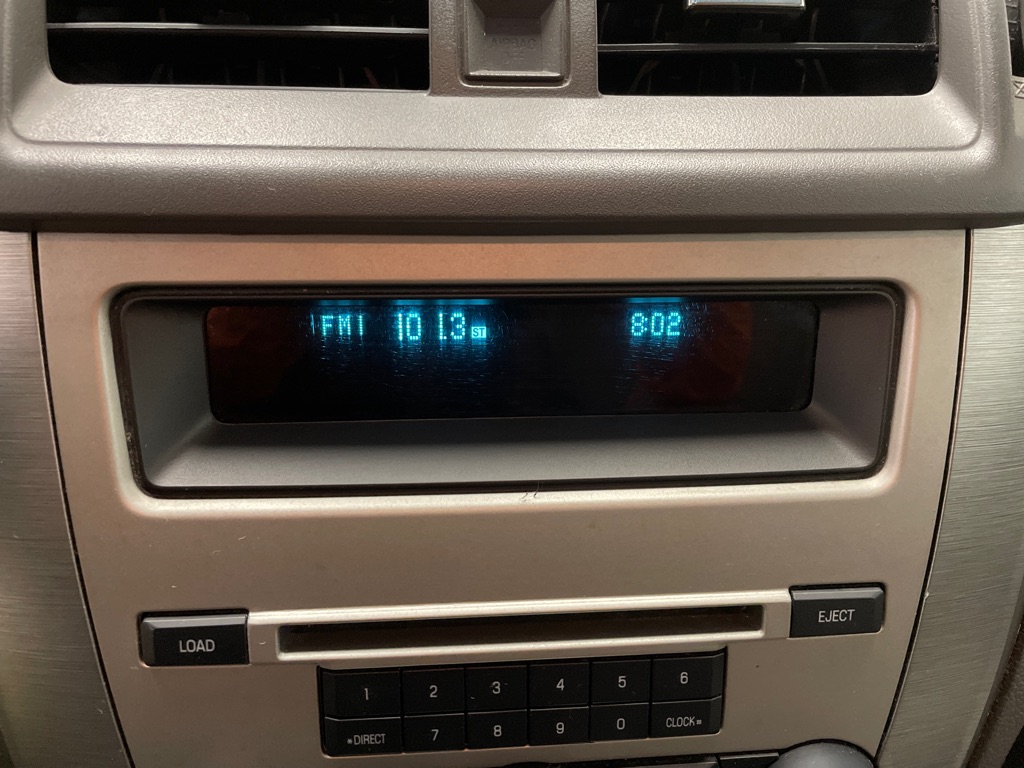 AIRBAG
FM1 101.3 ST 8:02
LOAD
EJECT
1 2 3 4 5 6
*DIRECT 7 8 9 0 CLOCK